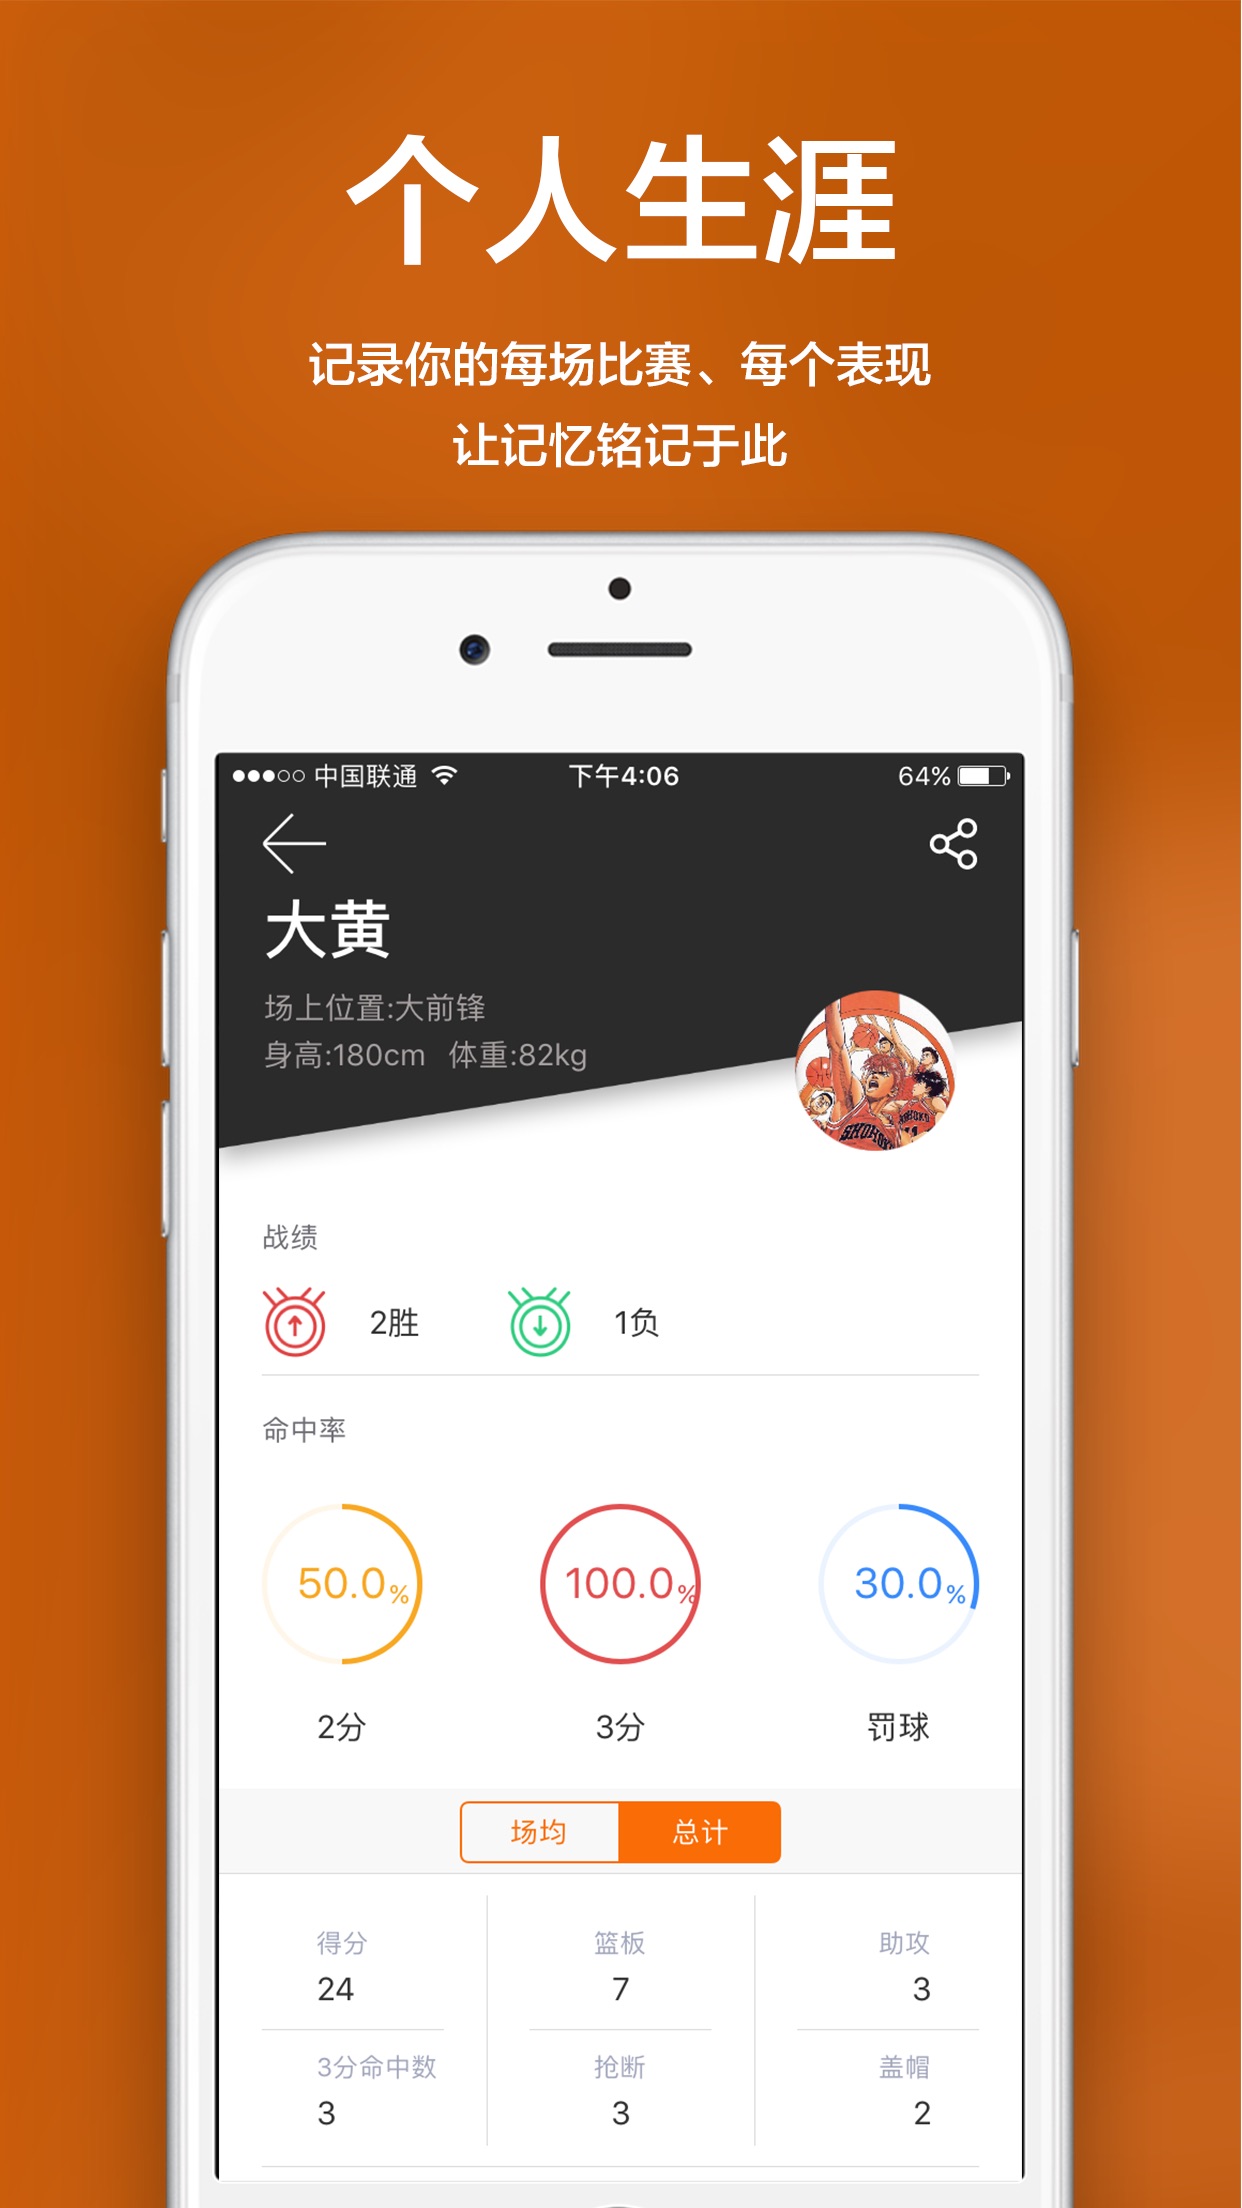 个人生涯
记录你的每场比赛、每个表现
让记忆铭记于此
中国联通 下午4:06 64%
大黄
场上位置:大前锋
身高:180cm 体重:82kg
SHOHOKU
战绩
2胜 1负
命中率
50.0% 100.0% 30.0%
2分 3分 罚球
场均 总计
得分 篮板 助攻
24 7 3
3分命中数 抢断 盖帽
3 3 2